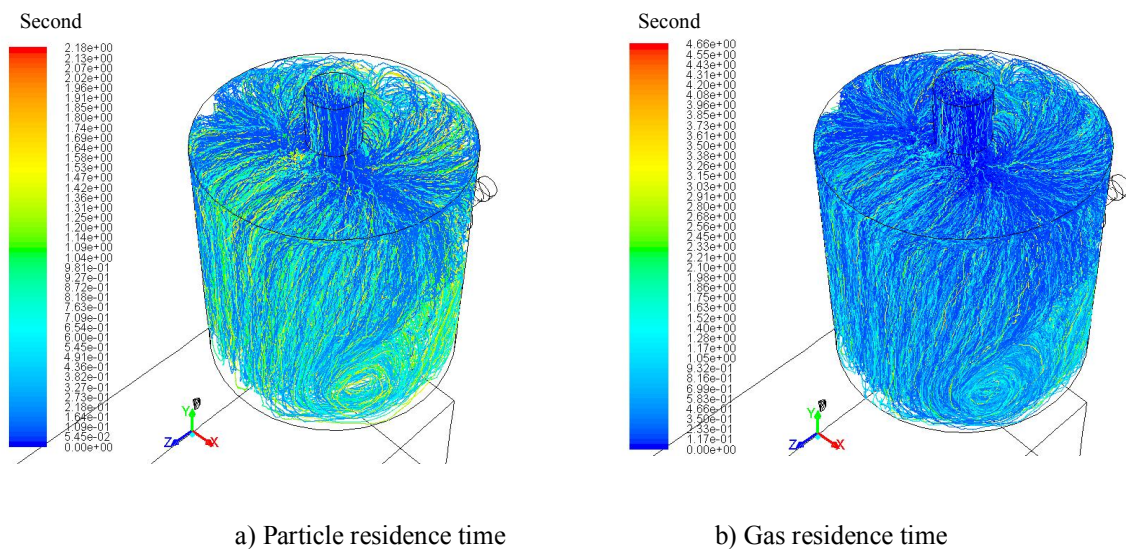 Second
2.18e+00
2.13e+00
2.07e+00
2.02e+00
1.96e+00
1.91e+00
1.85e+00
1.80e+00
1.74e+00
1.69e+00
1.64e+00
1.58e+00
1.53e+00
1.47e+00
1.42e+00
1.36e+00
1.31e+00
1.25e+00
1.20e+00
1.14e+00
1.09e+00
1.04e+00
9.81e-01
9.27e-01
8.72e-01
8.18e-01
7.63e-01
7.09e-01
6.54e-01
6.00e-01
5.45e-01
4.91e-01
4.36e-01
3.82e-01
3.27e-01
2.73e-01
2.18e-01
1.64e-01
1.09e-01
5.45e-02
0.00e+00
Y
Z
X
a) Particle residence time
Second
4.66e+00
4.55e+00
4.43e+00
4.31e+00
4.20e+00
4.08e+00
3.96e+00
3.85e+00
3.73e+00
3.61e+00
3.50e+00
3.38e+00
3.26e+00
3.15e+00
3.03e+00
2.91e+00
2.80e+00
2.68e+00
2.56e+00
2.45e+00
2.33e+00
2.21e+00
2.10e+00
1.98e+00
1.86e+00
1.75e+00
1.63e+00
1.52e+00
1.40e+00
1.28e+00
1.17e+00
1.05e+00
9.32e-01
8.16e-01
6.99e-01
5.83e-01
4.66e-01
3.50e-01
2.33e-01
1.17e-01
0.00e+00
Y
Z
X
b) Gas residence time